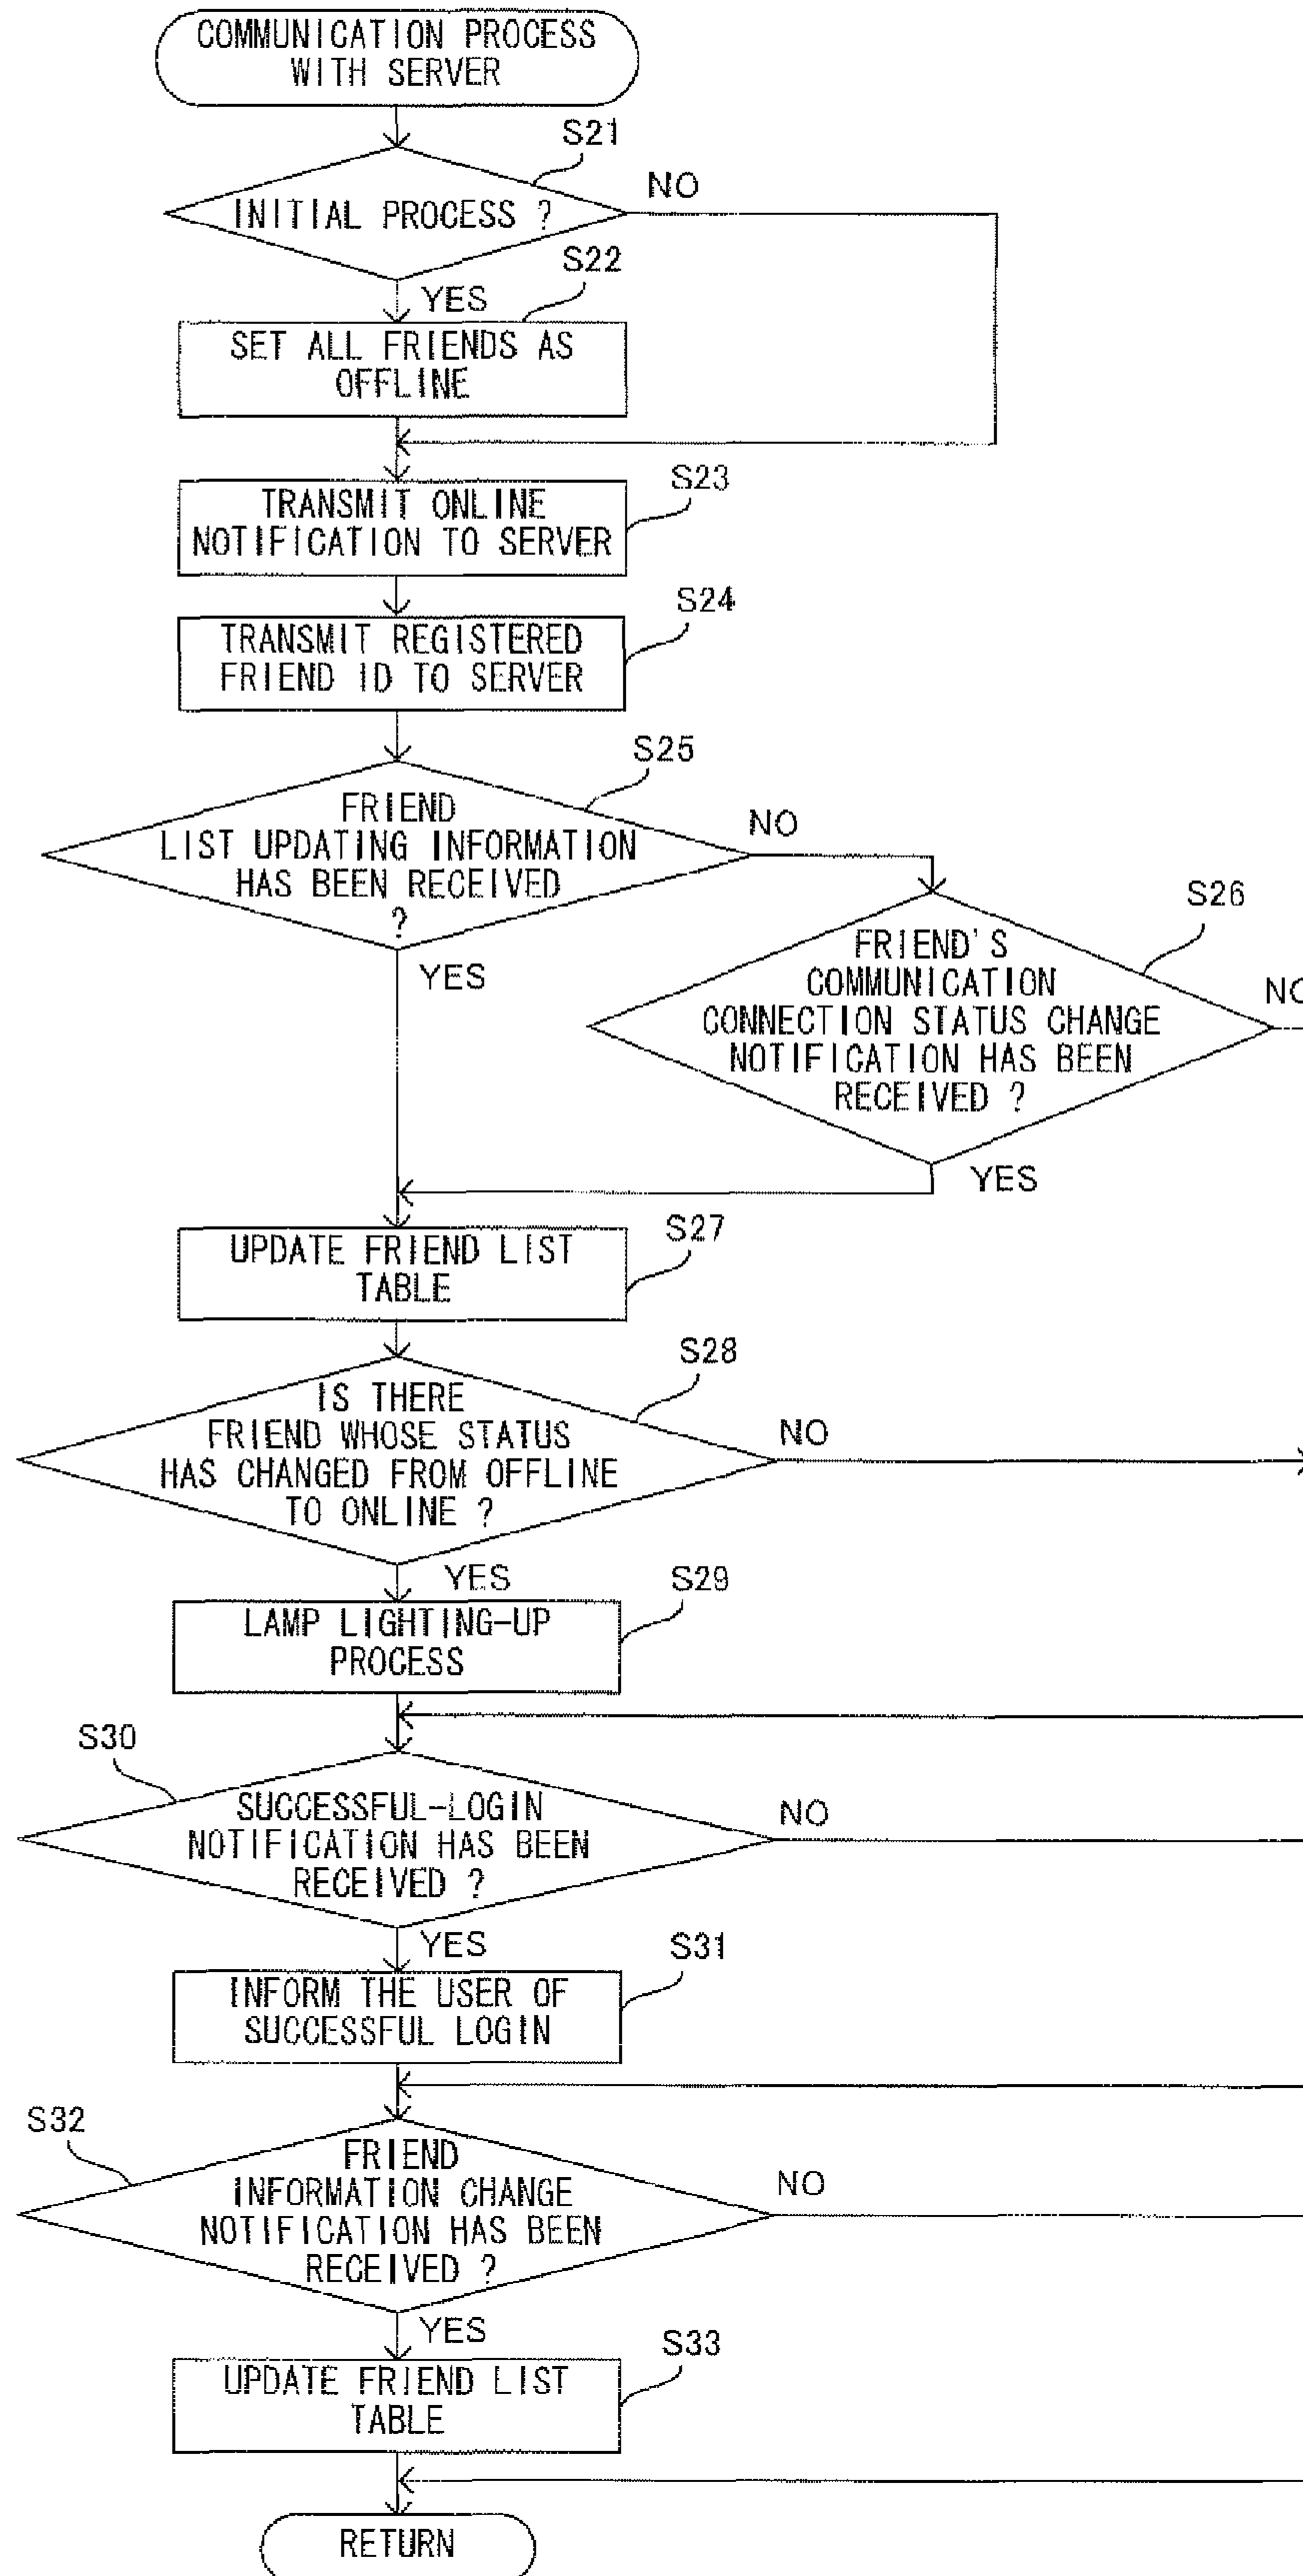 COMMUNICATION PROCESS
WITH SERVER
S21
INITIAL PROCESS ?
NO
YES
S22
SET ALL FRIENDS AS
OFFLINE
S23
TRANSMIT ONLINE
NOTIFICATION TO SERVER
S24
TRANSMIT REGISTERED
FRIEND ID TO SERVER
S25
FRIEND
LIST UPDATING INFORMATION
HAS BEEN RECEIVED
?
NO
YES
S26
FRIEND'S
COMMUNICATION
CONNECTION STATUS CHANGE
NOTIFICATION HAS BEEN
RECEIVED ?
NO
YES
S27
UPDATE FRIEND LIST
TABLE
S28
IS THERE
FRIEND WHOSE STATUS
HAS CHANGED FROM OFFLINE
TO ONLINE ?
NO
YES
S29
LAMP LIGHTING-UP
PROCESS
S30
SUCCESSFUL-LOGIN
NOTIFICATION HAS BEEN
RECEIVED ?
NO
YES
S31
INFORM THE USER OF
SUCCESSFUL LOGIN
S32
FRIEND
INFORMATION CHANGE
NOTIFICATION HAS BEEN
RECEIVED ?
NO
YES
S33
UPDATE FRIEND LIST
TABLE
RETURN